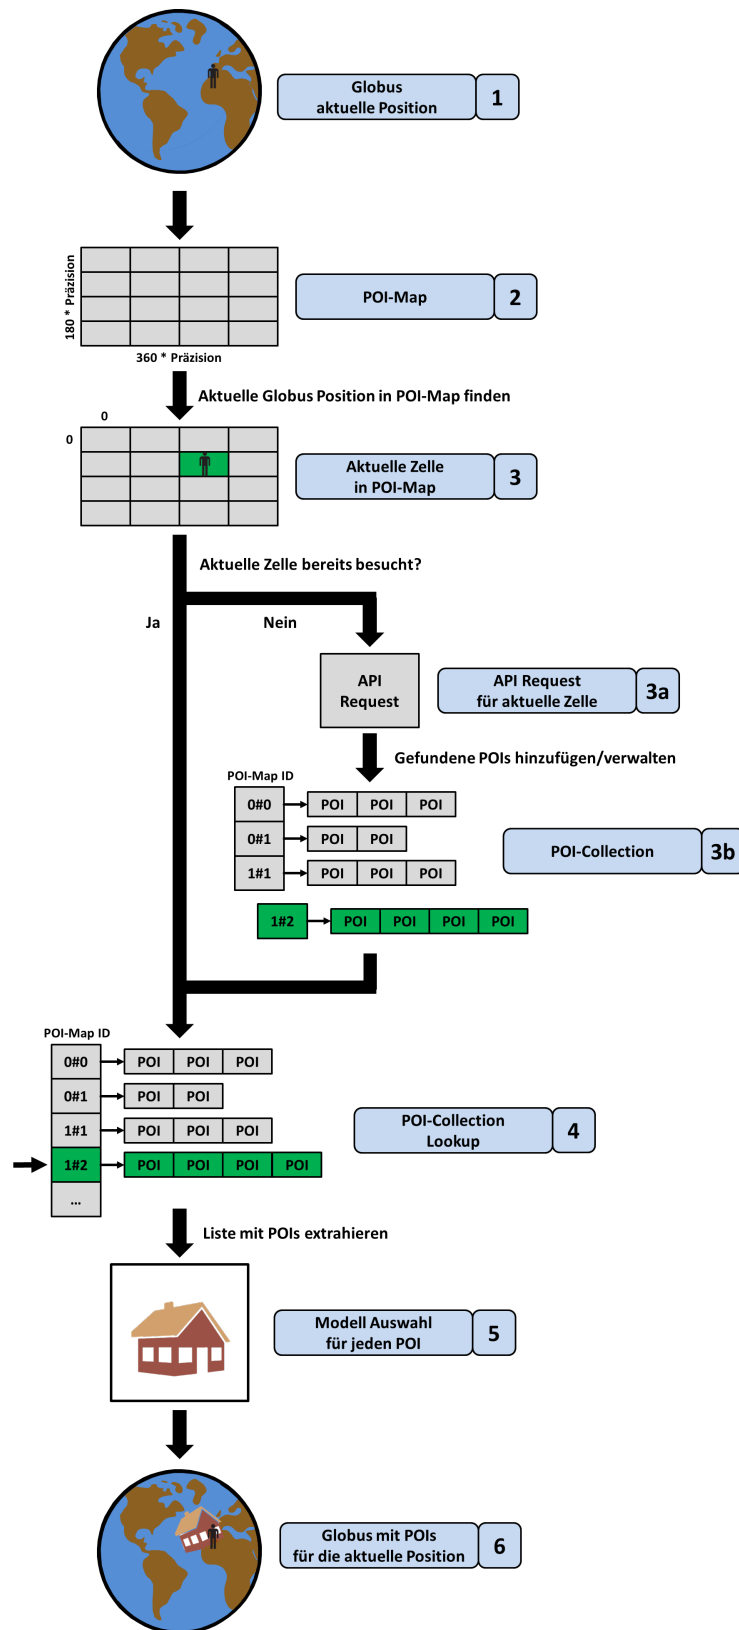 Globus
aktuelle Position
1
180 * Präzision
360 * Präzision
POI-Map
2
Aktuelle Globus Position in POI-Map finden
0
0
Aktuelle Zelle
in POI-Map
3
Aktuelle Zelle bereits besucht?
Ja
Nein
API
Request
API Request
für aktuelle Zelle
3a
Gefundene POIs hinzufügen/verwalten
POI-Map ID
0#0 POI POI POI
0#1 POI POI
1#1 POI POI POI
1#2 POI POI POI POI
POI-Collection
3b
POI-Map ID
0#0 POI POI POI
0#1 POI POI
1#1 POI POI POI
1#2 POI POI POI POI
...
POI-Collection
Lookup
4
Liste mit POIs extrahieren
Modell Auswahl
für jeden POI
5
Globus mit POIs
für die aktuelle Position
6